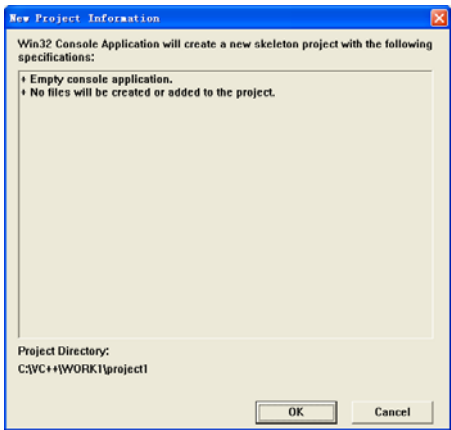 New Project Information
Win32 Console Application will create a new skeleton project with the following
specifications:
+ Empty console application.
+ No files will be created or added to the project.
Project Directory:
C:\VC++\WORK1\project1
OK
Cancel